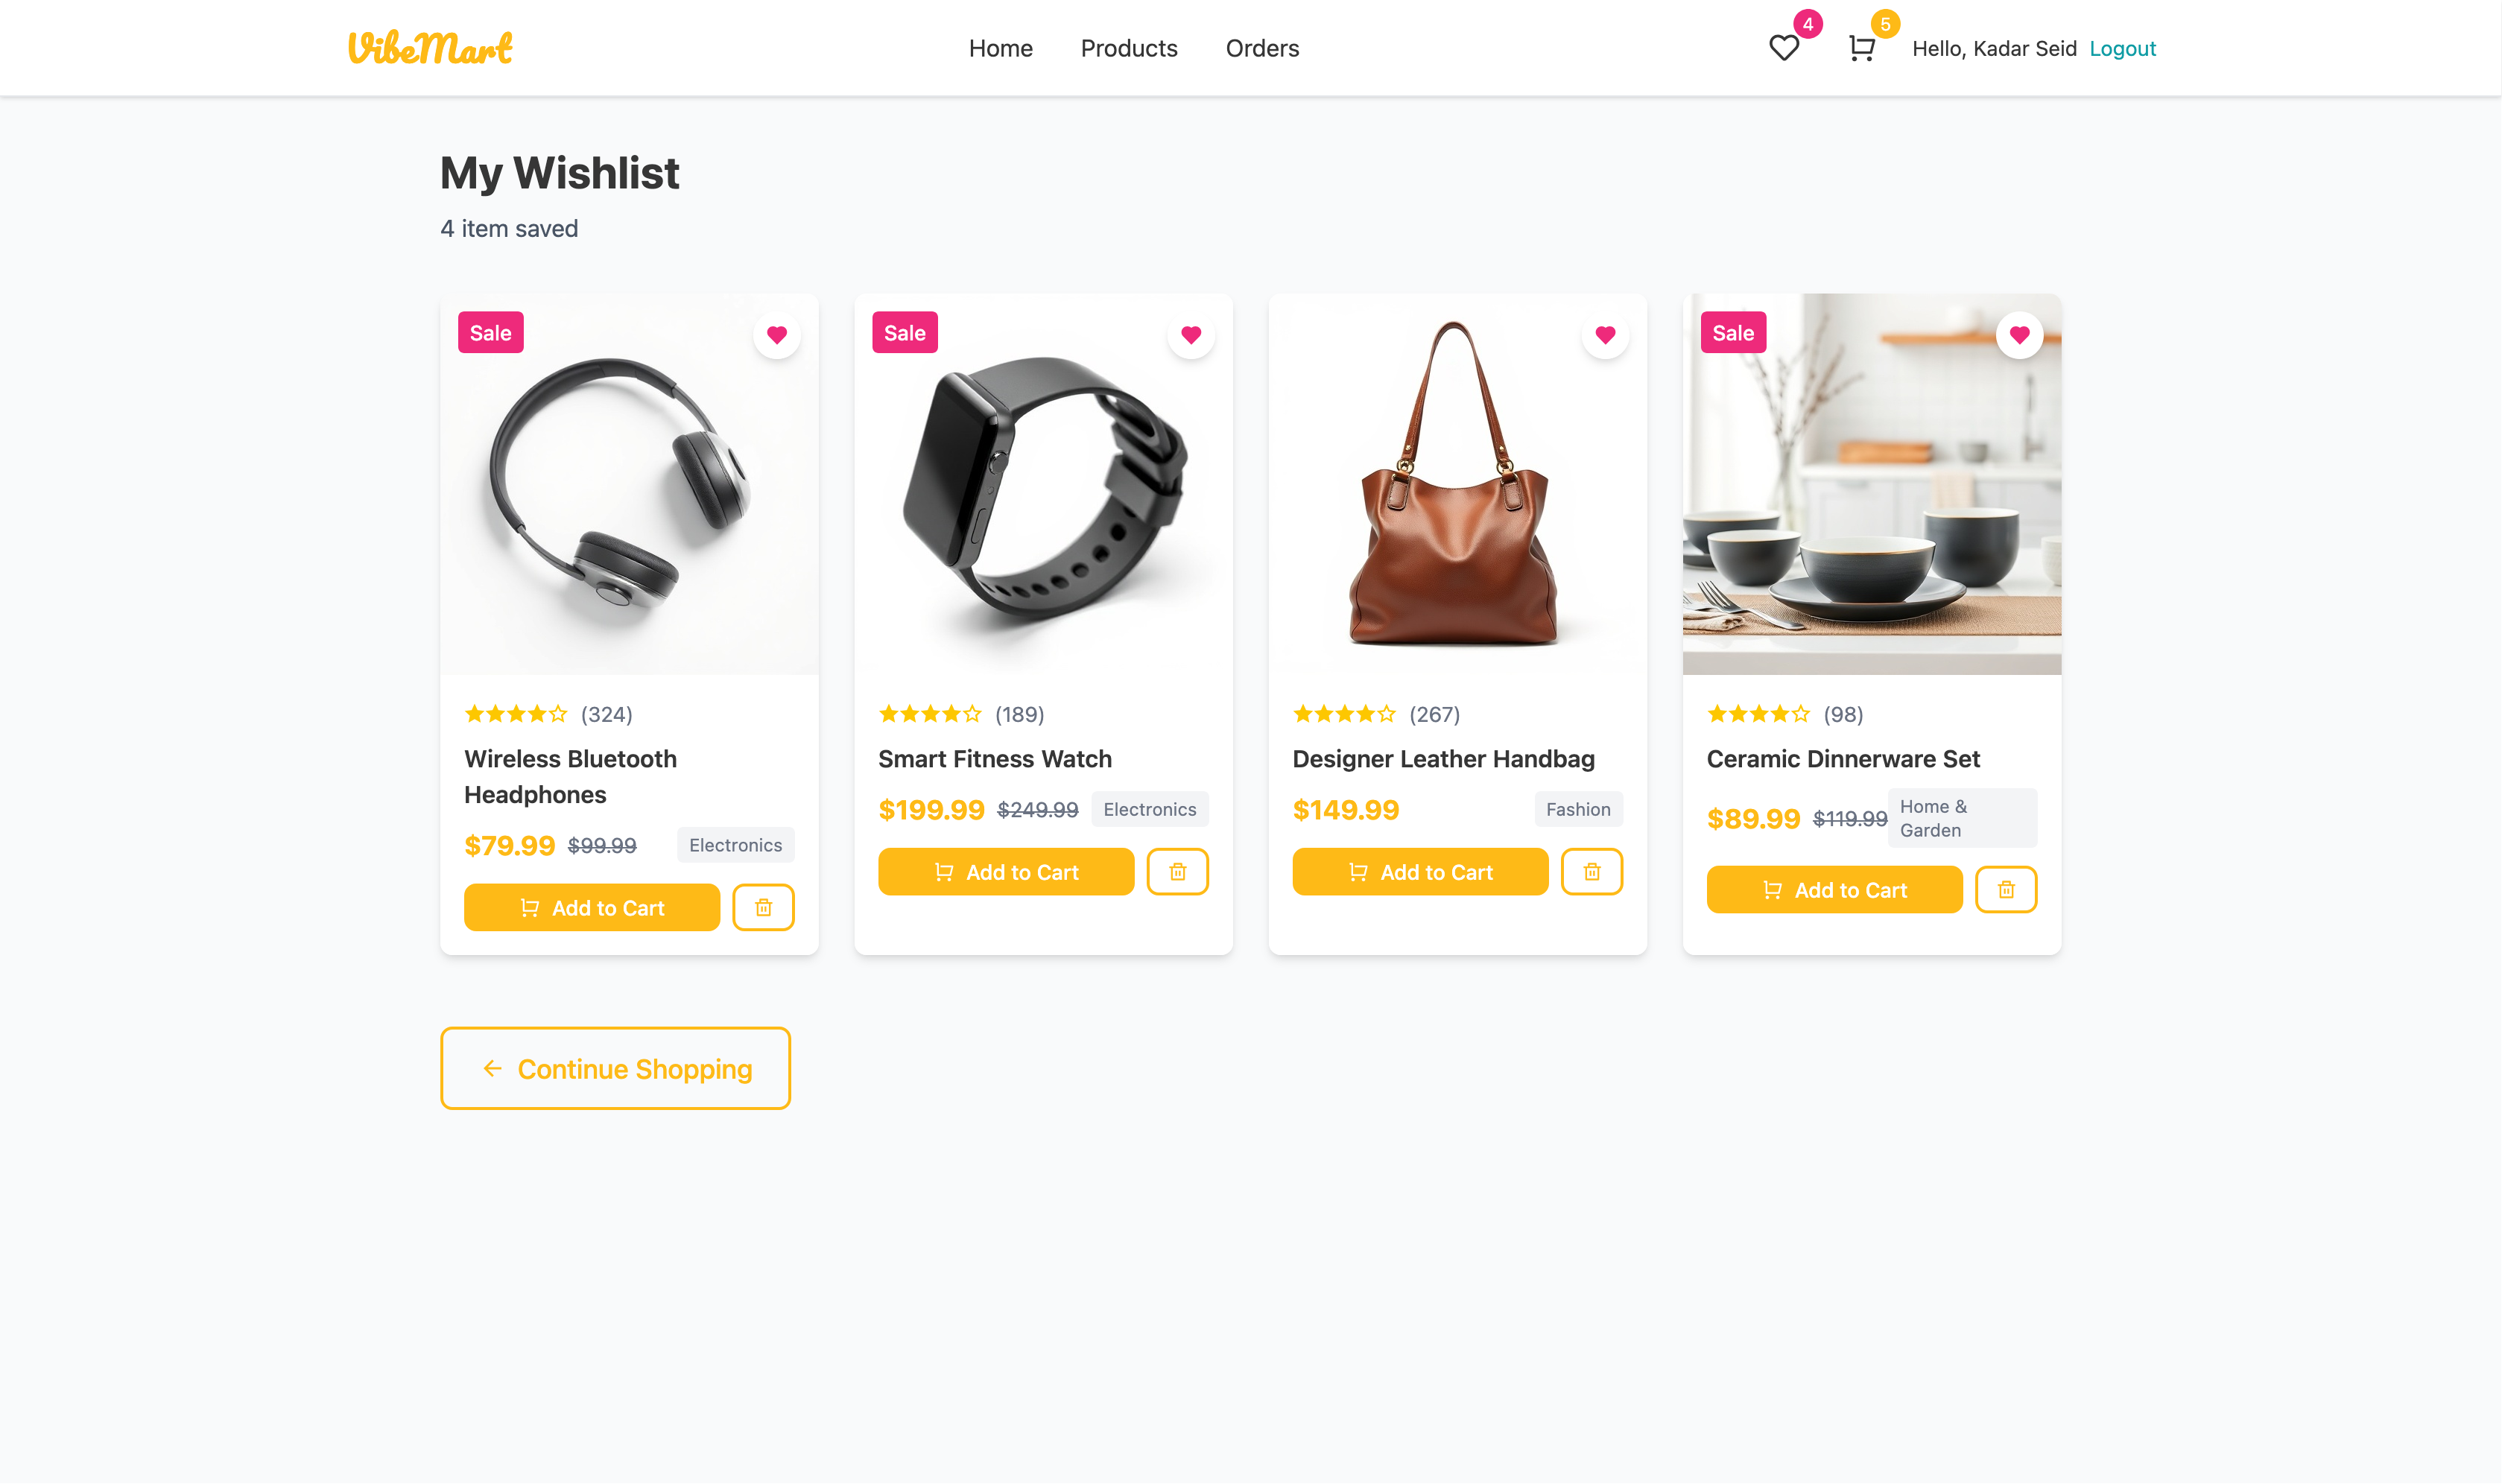 VibeMart
Home
Products
Orders
4
5
Hello, Kadar Seid
Logout
My Wishlist
4 item saved
Sale
(324)
Wireless Bluetooth
Headphones
$79.99 $99.99
Electronics
Add to Cart
Sale
(189)
Smart Fitness Watch
$199.99 $249.99
Electronics
Add to Cart
(267)
Designer Leather Handbag
$149.99
Fashion
Add to Cart
Sale
(98)
Ceramic Dinnerware Set
$89.99 $119.99
Home &
Garden
Add to Cart
Continue Shopping